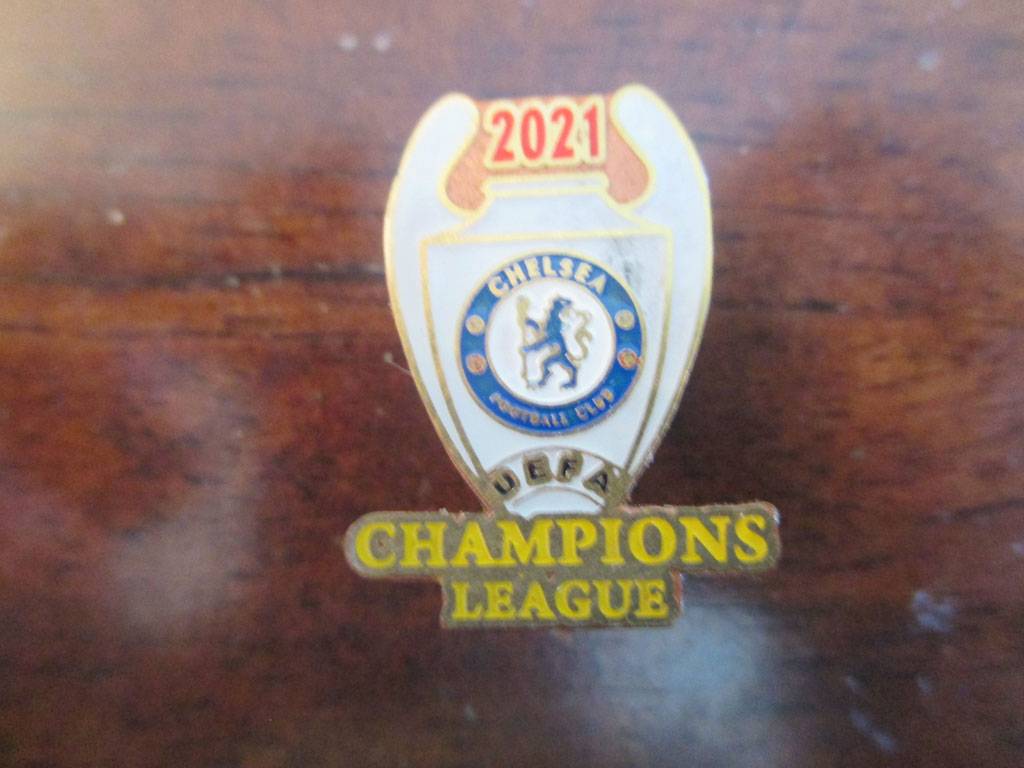 2021
CHELSEA
FOOTBALL CLUB
UEFA
CHAMPIONS
LEAGUE